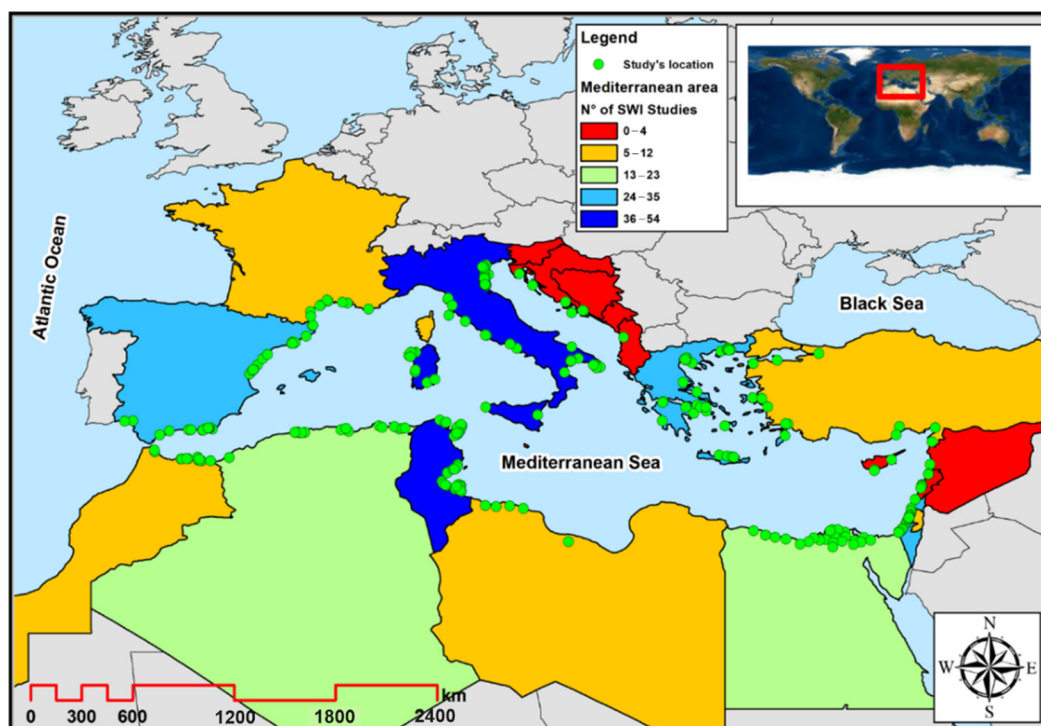 Legend
Study's location
Mediterranean area
N° of SWI Studies
0–4
5–12
13–23
24–35
36–54
Atlantic Ocean
Black Sea
Mediterranean Sea
N
W E
S
km
0 300 600 1200 1800 2400